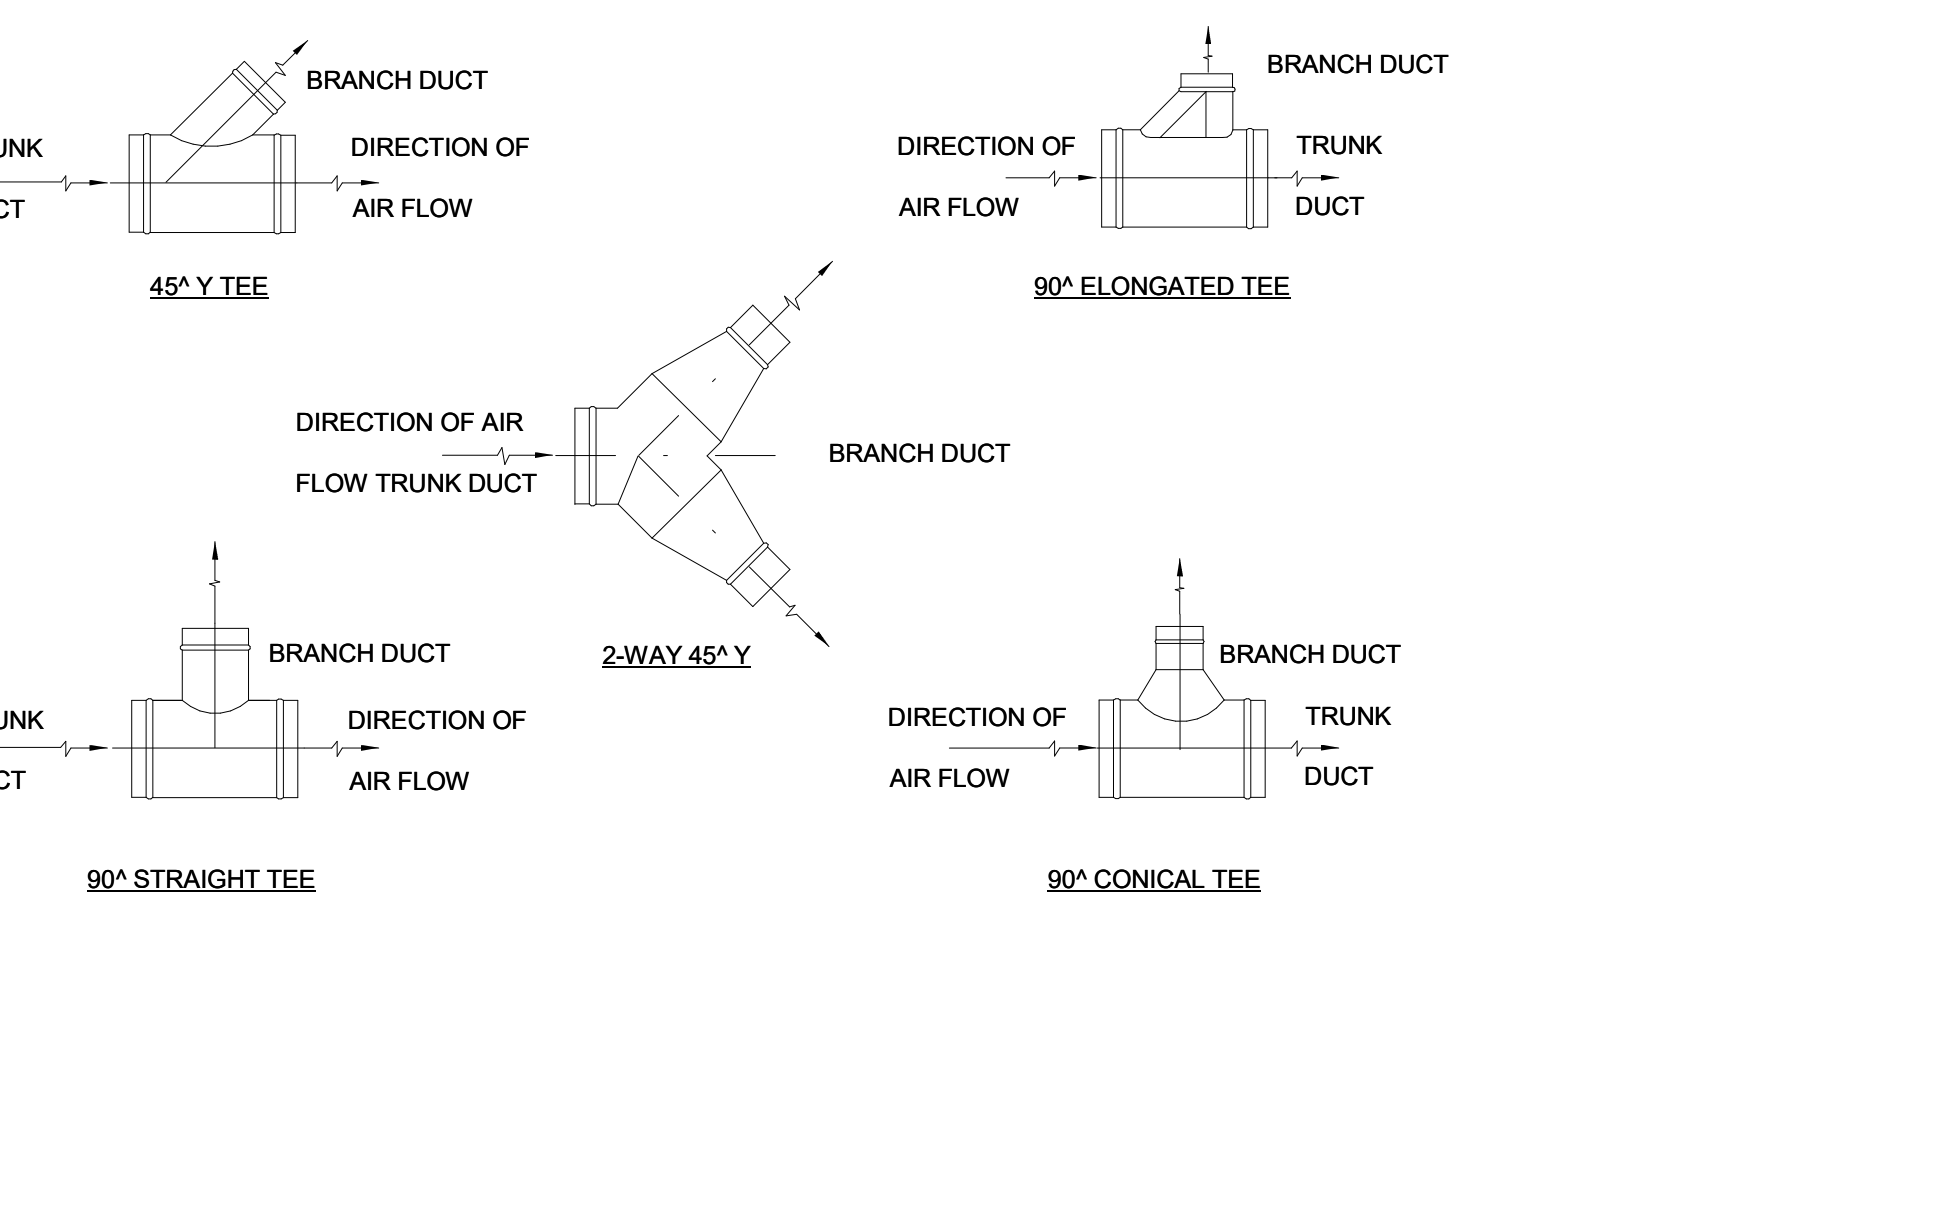 BRANCH DUCT
UNK
DIRECTION OF
CT
AIR FLOW
45^ Y TEE
BRANCH DUCT
DIRECTION OF
TRUNK
AIR FLOW
DUCT
90^ ELONGATED TEE
DIRECTION OF AIR
FLOW TRUNK DUCT
BRANCH DUCT
2-WAY 45^ Y
BRANCH DUCT
UNK
DIRECTION OF
CT
AIR FLOW
90^ STRAIGHT TEE
BRANCH DUCT
DIRECTION OF
TRUNK
AIR FLOW
DUCT
90^ CONICAL TEE